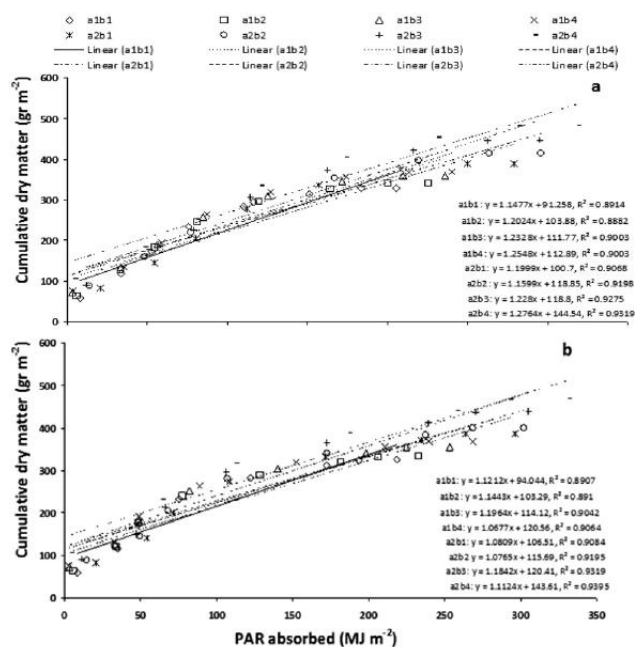 a1b1 a1b2 a1b3 a1b4
a2b1 a2b2 a2b3 a2b4
Linear (a1b1) Linear (a1b2) Linear (a1b3) Linear (a1b4)
Linear (a2b1) Linear (a2b2) Linear (a2b3) Linear (a2b4)
Cumulative dry matter (gr m-2)
600
500
400
300
200
100
0
a
a1b1: y = 1.1477x + 91.258, R² = 0.8914
a1b2: y = 1.2024x + 103.88, R² = 0.8882
a1b3: y = 1.2328x + 111.77, R² = 0.9003
a1b4: y = 1.2548x + 112.89, R² = 0.9003
a2b1: y = 1.1999x + 100.7, R² = 0.9068
a2b2: y = 1.1599x + 118.85, R² = 0.9198
a2b3: y = 1.228x + 118.8, R² = 0.9275
a2b4: y = 1.2764x + 144.54, R² = 0.9319
Cumulative dry matter (gr m-2)
600
500
400
300
200
100
0
b
a1b1: y = 1.1212x + 94.044, R² = 0.8907
a1b2: y = 1.1443x + 103.29, R² = 0.891
a1b3: y = 1.1964x + 114.12, R² = 0.9042
a1b4: y = 1.0677x + 120.56, R² = 0.9064
a2b1: y = 1.0809x + 106.51, R² = 0.9084
a2b2 y = 1.0765x + 115.69, R² = 0.9195
a2b3: y = 1.1842x + 120.41, R² = 0.9319
a2b4: y = 1.1124x + 143.61, R² = 0.9395
0 50 100 150 200 250 300 350
PAR absorbed (MJ m-2)